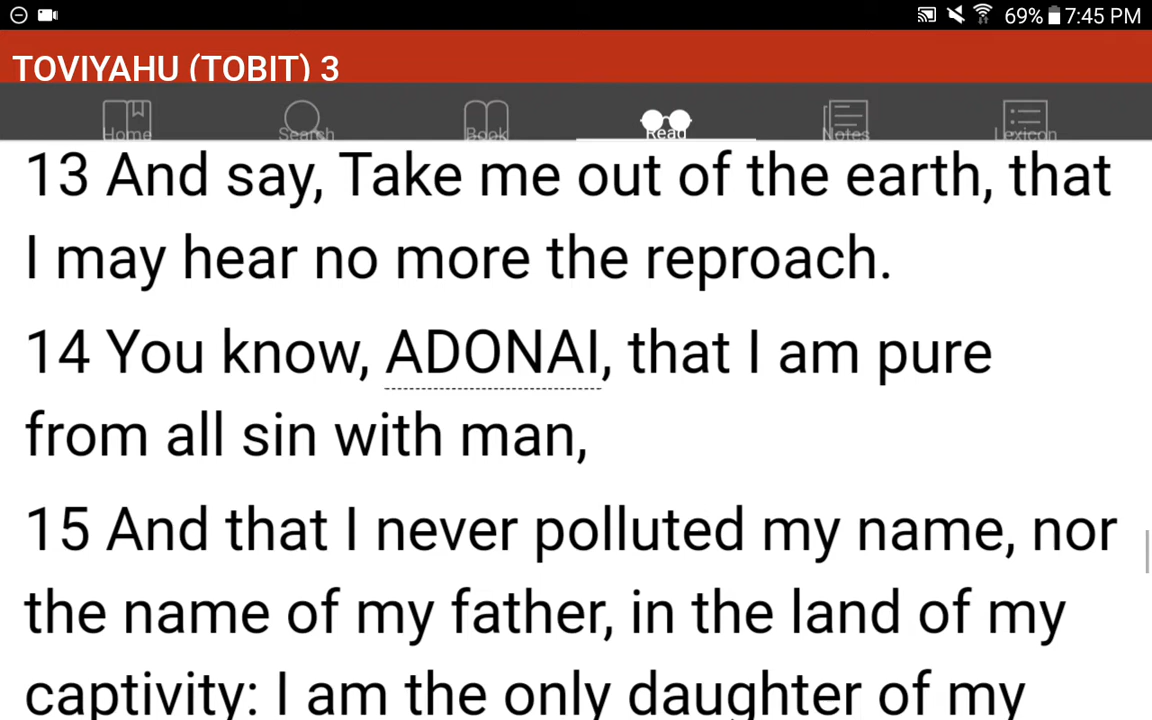 69% 7:45 PM
TOVIYAHU (TOBIT) 3
Home Search Book Read Notes Lexicon
13 And say, Take me out of the earth, that
I may hear no more the reproach.
14 You know, ADONAI, that I am pure
from all sin with man,
15 And that I never polluted my name, nor
the name of my father, in the land of my
captivity: I am the only daughter of my